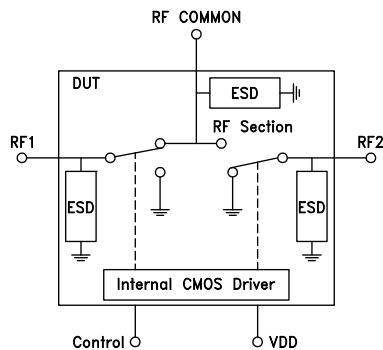 RF COMMON
DUT
ESD
RF Section
RF1
RF2
ESD
ESD
Internal CMOS Driver
Control
VDD